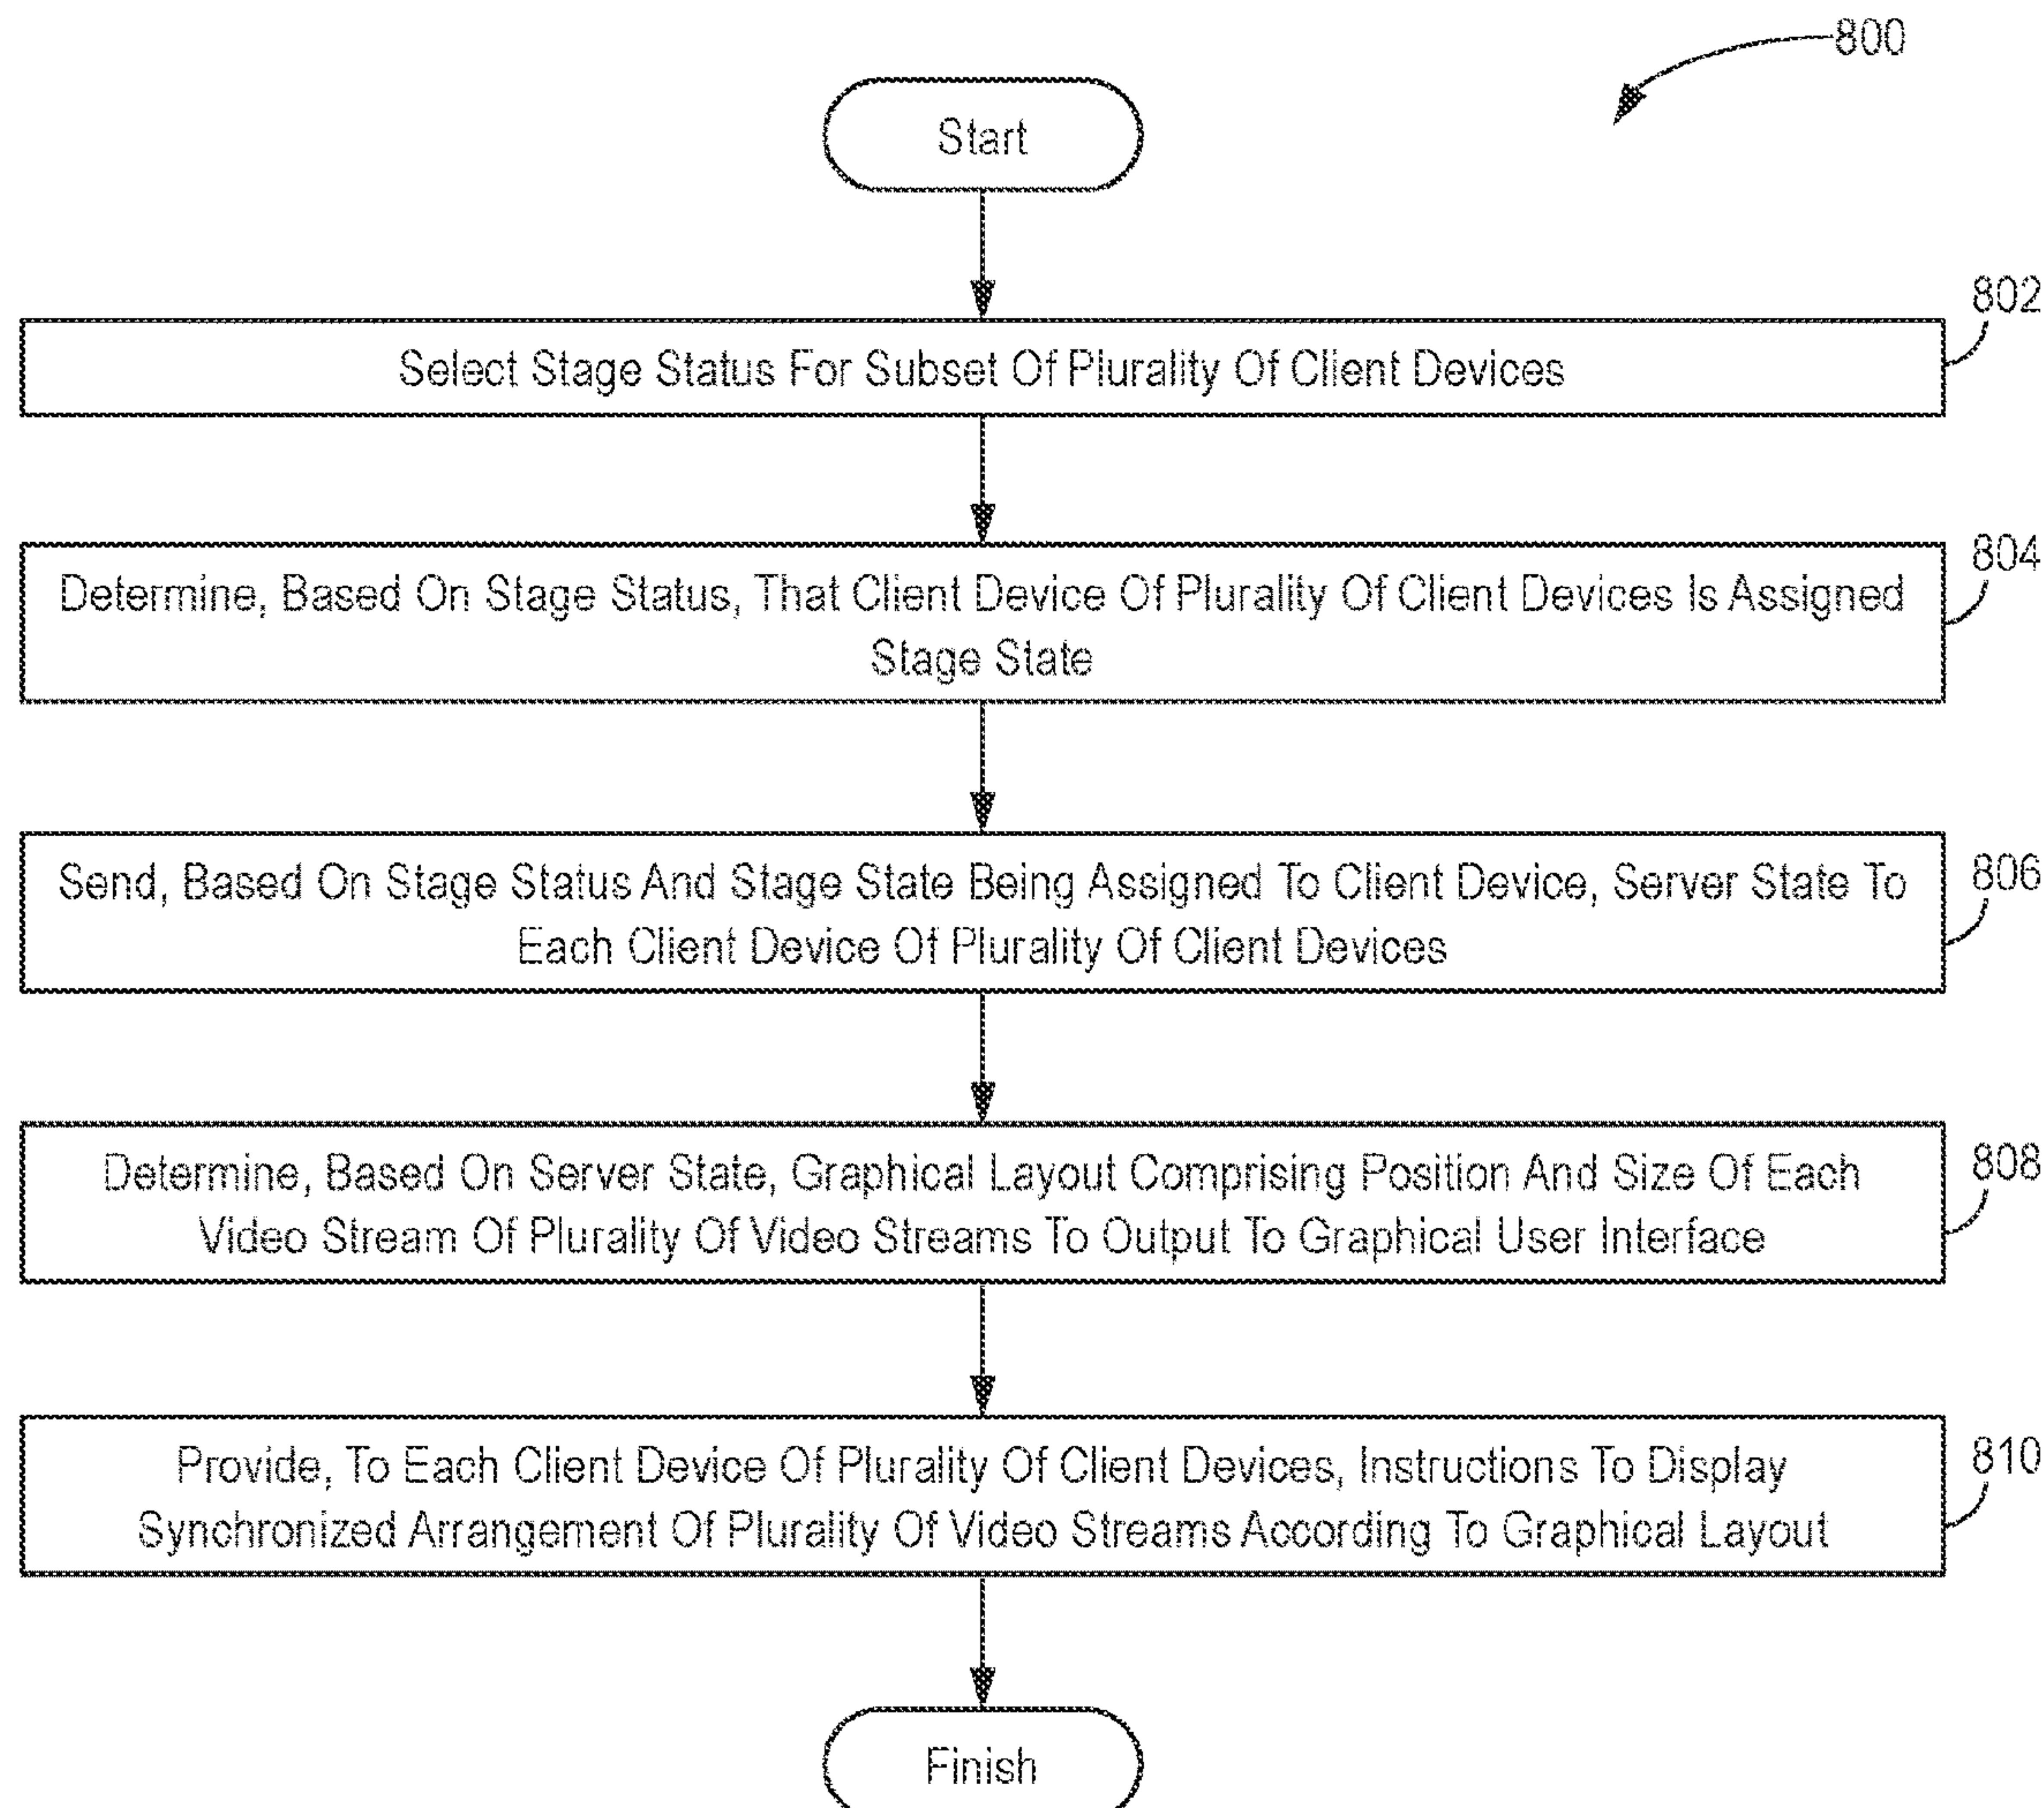 800
Start
802
Select Stage Status For Subset Of Plurality Of Client Devices
804
Determine, Based On Stage Status, That Client Device Of Plurality Of Client Devices Is Assigned
Stage State
806
Send, Based On Stage Status And Stage State Being Assigned To Client Device, Server State To
Each Client Device Of Plurality Of Client Devices
808
Determine, Based On Server State, Graphical Layout Comprising Position And Size Of Each
Video Stream Of Plurality Of Video Streams To Output To Graphical User Interface
810
Provide, To Each Client Device Of Plurality Of Client Devices, Instructions To Display
Synchronized Arrangement Of Plurality Of Video Streams According To Graphical Layout
Finish